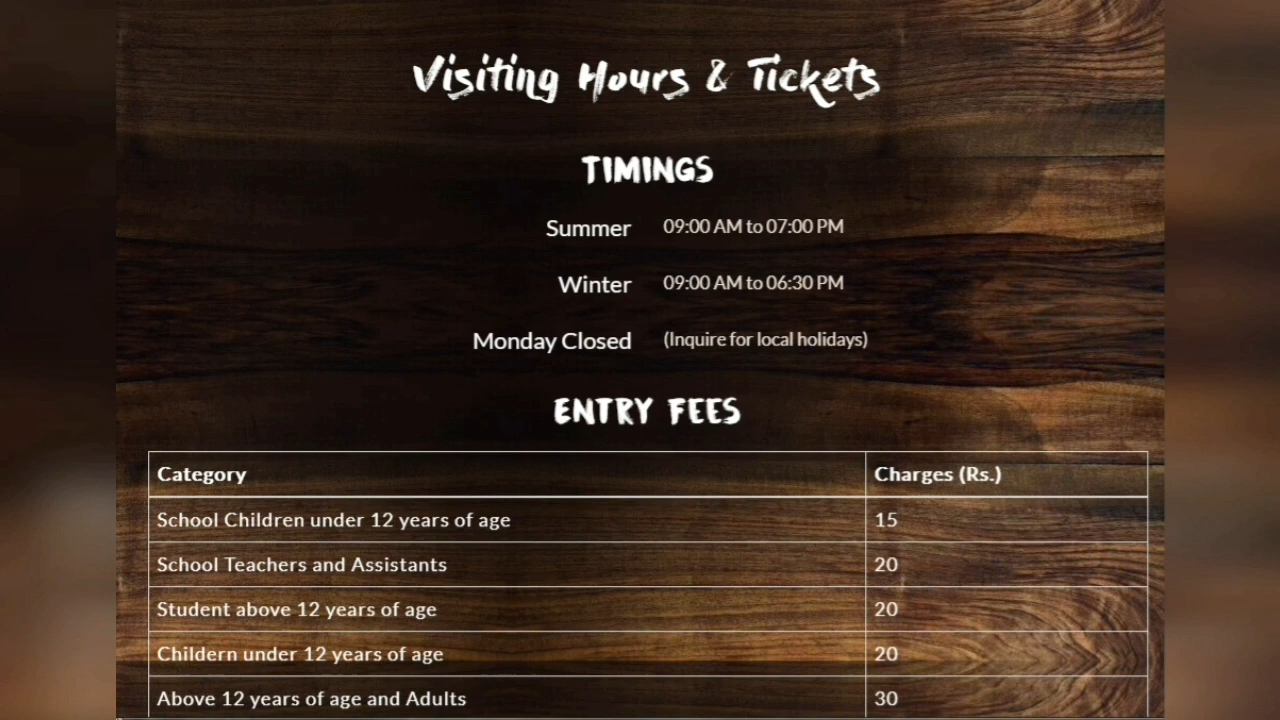 Visiting Hours & Tickets
TIMINGS
Summer 09:00 AM to 07:00 PM
Winter 09:00 AM to 06:30 PM
Monday Closed (Inquire for local holidays)
ENTRY FEES
Category Charges (Rs.)
School Children under 12 years of age 15
School Teachers and Assistants 20
Student above 12 years of age 20
Childern under 12 years of age 20
Above 12 years of age and Adults 30